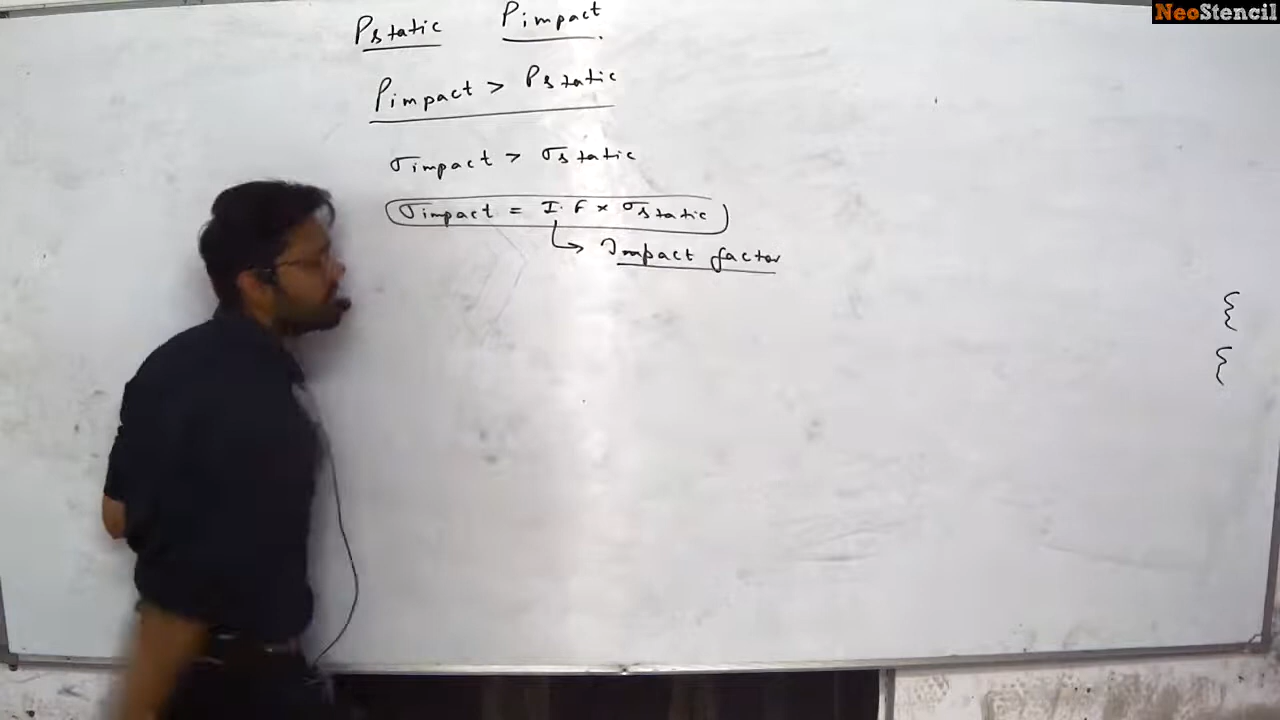 NeoStencil
Pstatic Pimpact.
Pimpact > Pstatic
σimpact > σstatic
σimpact = I.F × σstatic
Impact factor